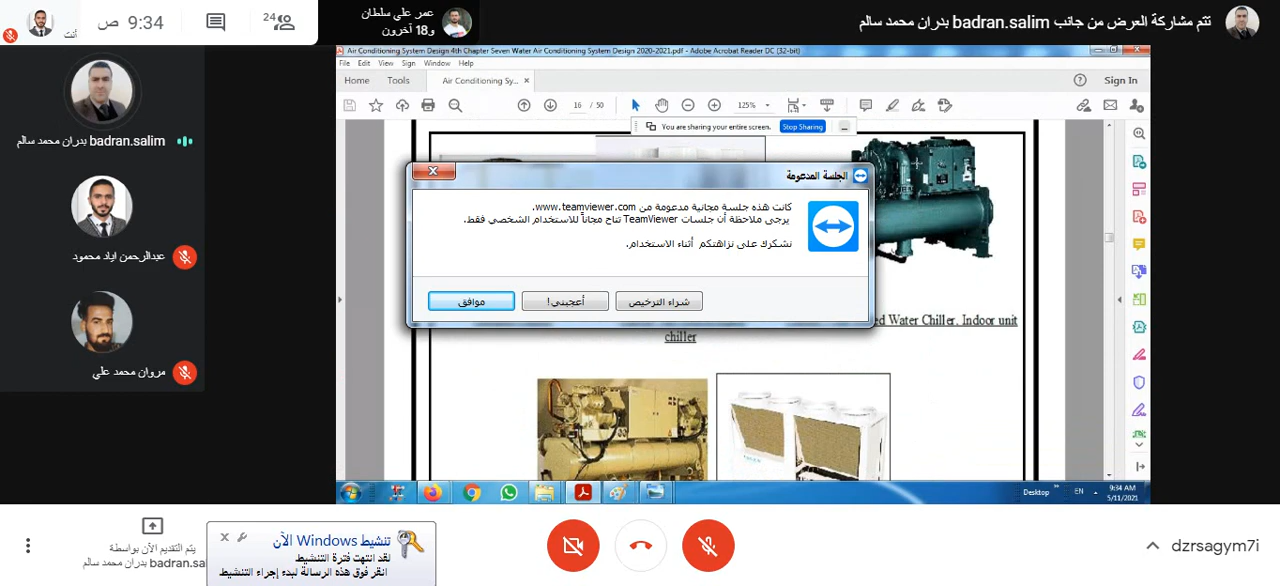 تتم مشاركة العرض من جانب badran.salim بدران محمد سالم
عمر علي سلطان
و18 آخرون
24
9:34 ص
أنت
badran.salim بدران محمد سالم
عبدالرحمن اياد محمود
مروان محمد علي
Air Conditioning System Design 4th Chapter Seven Water Air Conditioning System Design 2020-2021.pdf - Adobe Acrobat Reader DC (32-bit)
File Edit View Sign Window Help
Home Tools Air Conditioning Sy... × Sign In
16 / 50 125%
You are sharing your entire screen. Stop Sharing
الجلسة المدعومة
كانت هذه جلسة مجانية مدعومة من www.teamviewer.com.
يرجى ملاحظة أن جلسات TeamViewer تتاح مجاناً للاستخدام الشخصي فقط.
نشكرك على نزاهتكم أثناء الاستخدام.
شراء الترخيص
أعجبني!
موافق
ed Water Chiller. Indoor unit
chiller
Desktop EN 9:34 AM
5/11/2021
يتم التقديم الآن بواسطة
badran.sa بدران محمد سالم
تنشيط Windows الآن
لقد انتهت فترة التنشيط
انقر فوق هذه الرسالة لبدء إجراء التنشيط
dzrsagym7i